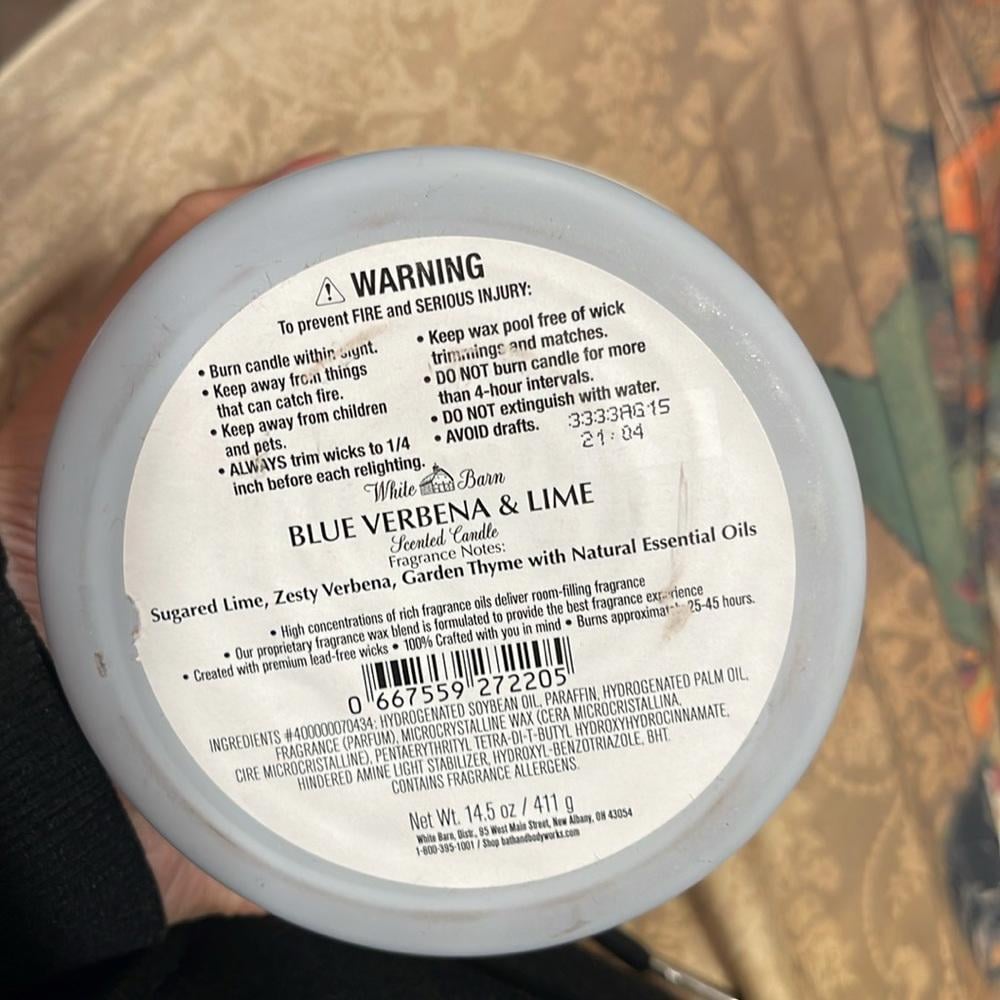 WARNING
To prevent FIRE and SERIOUS INJURY:
• Burn candle within sight.
• Keep away from things
that can catch fire.
• Keep away from children
and pets.
• ALWAYS trim wicks to 1/4
inch before each relighting.
• Keep wax pool free of wick
trimmings and matches.
• DO NOT burn candle for more
than 4-hour intervals.
• DO NOT extinguish with water.
• AVOID drafts.
3333AG15
21:04
White Barn
BLUE VERBENA & LIME
Scented Candle
Fragrance Notes:
Sugared Lime, Zesty Verbena, Garden Thyme with Natural Essential Oils
• High concentrations of rich fragrance oils deliver room-filling fragrance
• Our proprietary fragrance wax blend is formulated to provide the best fragrance experience
• Created with premium lead-free wicks • 100% Crafted with you in mind • Burns approximately 25-45 hours.
0 667559 272205
INGREDIENTS #400000070434: HYDROGENATED SOYBEAN OIL, PARAFFIN, HYDROGENATED PALM OIL,
FRAGRANCE (PARFUM), MICROCRYSTALLINE WAX (CERA MICROCRISTALLINA,
CIRE MICROCRISTALLINE), PENTAERYTHRITYL TETRA-DI-T-BUTYL HYDROXYHYDROCINNAMATE,
HINDERED AMINE LIGHT STABILIZER, HYDROXYL-BENZOTRIAZOLE, BHT.
CONTAINS FRAGRANCE ALLERGENS.
Net Wt. 14.5 oz / 411 g
White Barn, Distr., 95 West Main Street, New Albany, OH 43054
1-800-395-1001 / Shop bathandbodyworks.com